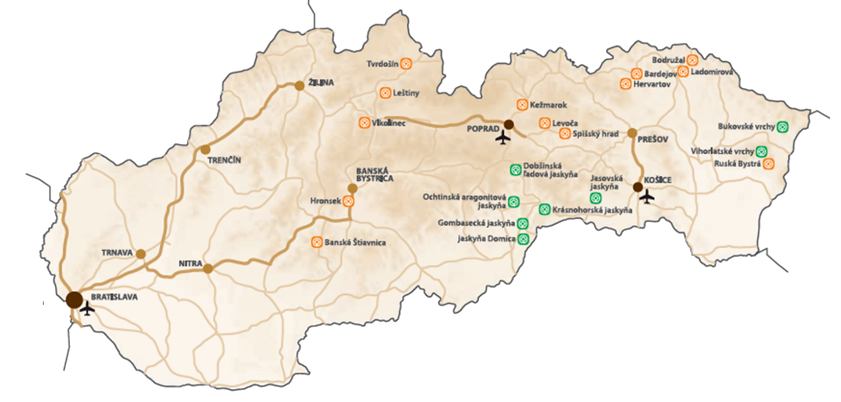 Tvrdošín
Bodružal
Bardejov
Ladomirová
Hervartov
ŽILINA
Leštiny
Kežmarok
Vlkolínec
POPRAD
Levoča
Spišský hrad
PREŠOV
Bukovské vrchy
Vihorlatské vrchy
Ruská Bystrá
TRENČÍN
BANSKÁ
BYSTRICA
Dobšinská
ľadová jaskyňa
Jasovská
jaskyňa
KOŠICE
Hronsek
Ochtinská aragonitová
jaskyňa
Krásnohorská jaskyňa
Gombasecká jaskyňa
Jaskyňa Domica
Banská Štiavnica
TRNAVA
NITRA
BRATISLAVA